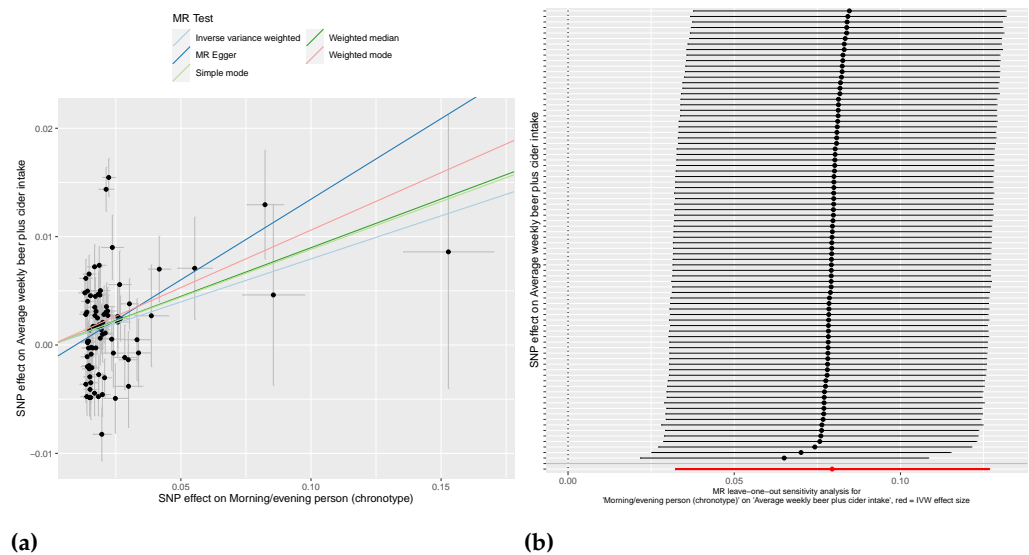 MR Test
Inverse variance weighted
Weighted median
MR Egger
Weighted mode
Simple mode
SNP effect on Average weekly beer plus cider intake
0.02
0.01
0.00
−0.01
0.05
0.10
0.15
SNP effect on Morning/evening person (chronotype)
(a)
SNP effect on Average weekly beer plus cider intake
0.00
0.05
0.10
MR leave−one−out sensitivity analysis for
'Morning/evening person (chronotype)' on 'Average weekly beer plus cider intake', red = IVW effect size
(b)